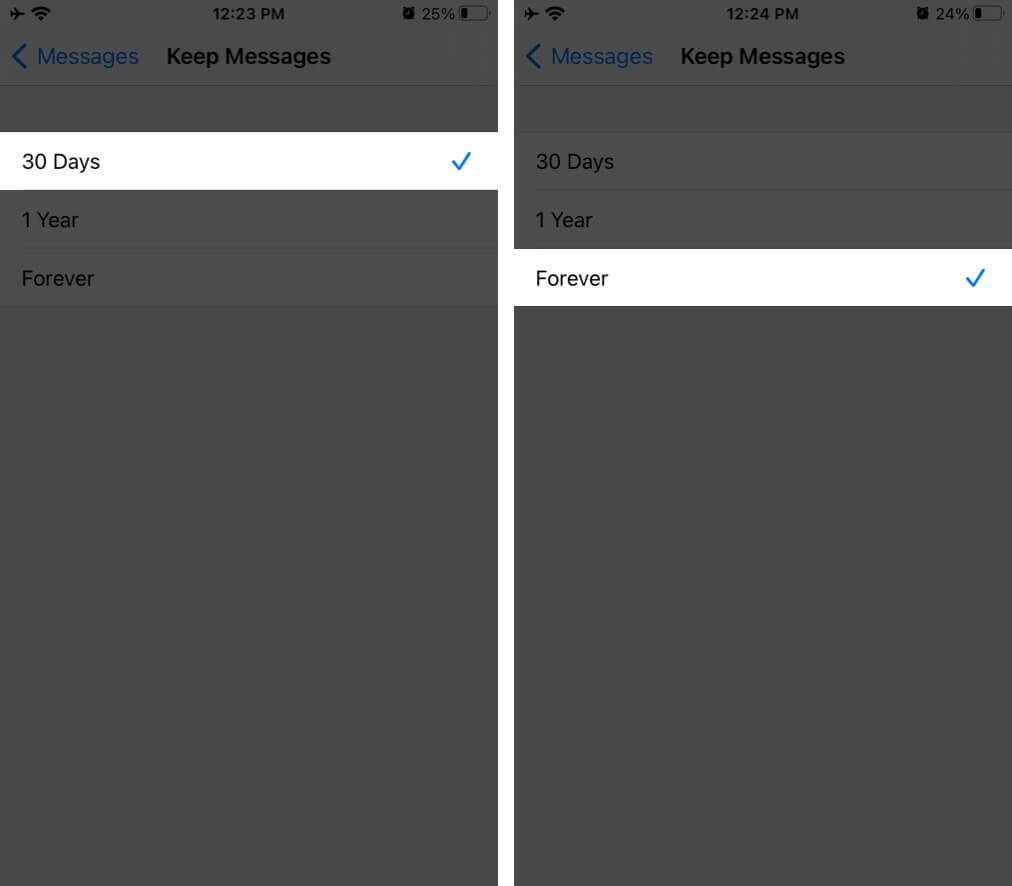 12:23 PM 25%
Messages Keep Messages
30 Days
1 Year
Forever
12:24 PM 24%
Messages Keep Messages
30 Days
1 Year
Forever